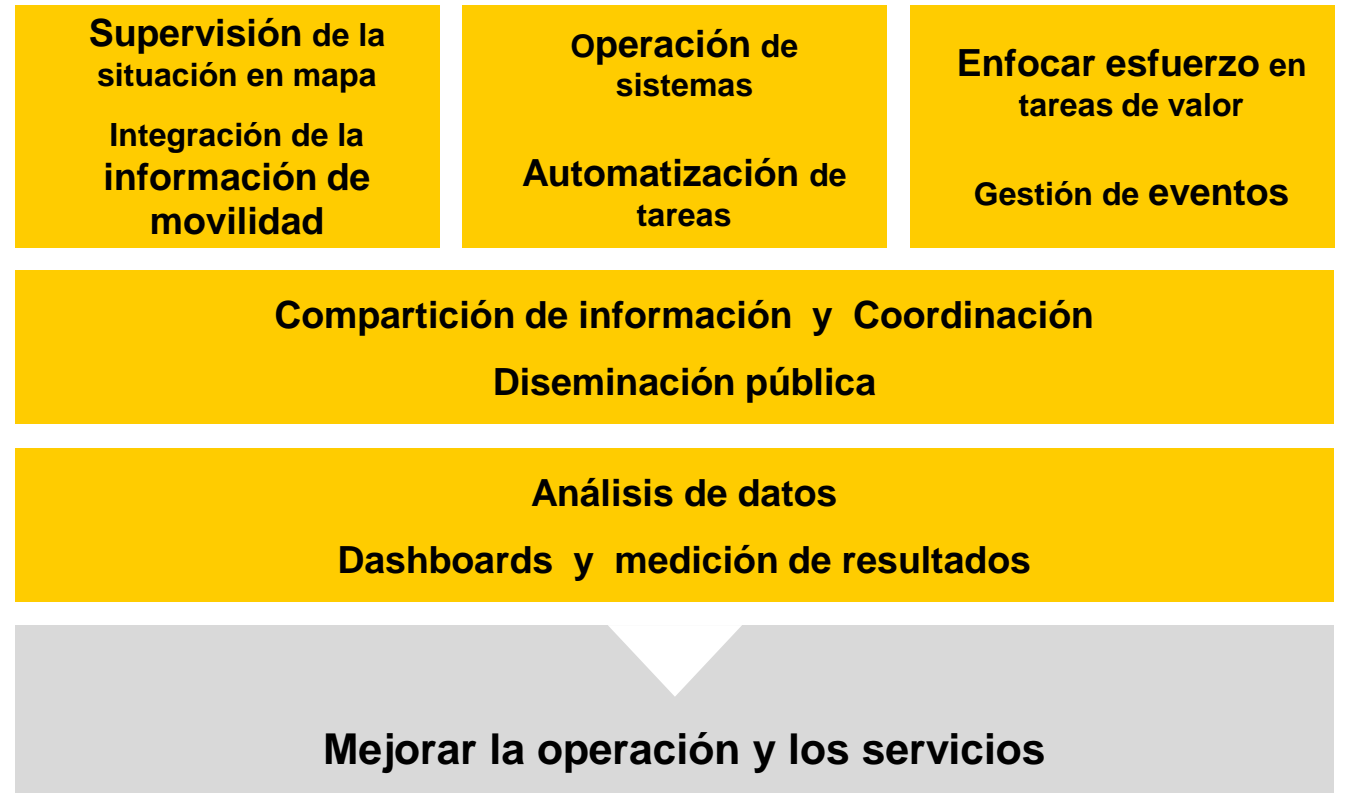 Supervisión de la
situación en mapa
Integración de la
información de
movilidad
Operación de
sistemas
Automatización de
tareas
Enfocar esfuerzo en
tareas de valor
Gestión de eventos
Compartición de información y Coordinación
Diseminación pública
Análisis de datos
Dashboards y medición de resultados
Mejorar la operación y los servicios